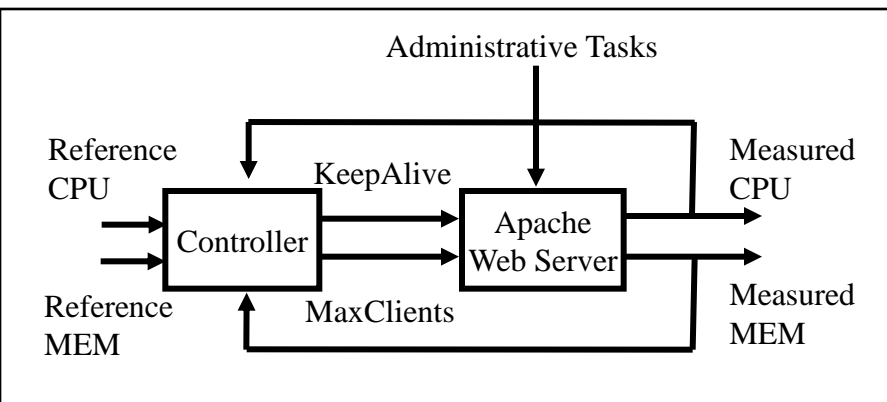 Administrative Tasks
Reference
CPU
KeepAlive
Measured
CPU
Controller
Apache
Web Server
Reference
MEM
MaxClients
Measured
MEM